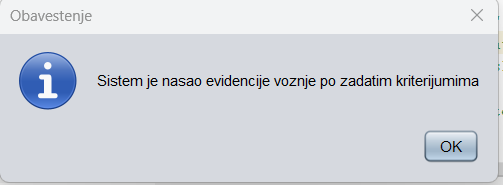 Obavestenje
Sistem je nasao evidencije voznje po zadatim kriterijumima
OK